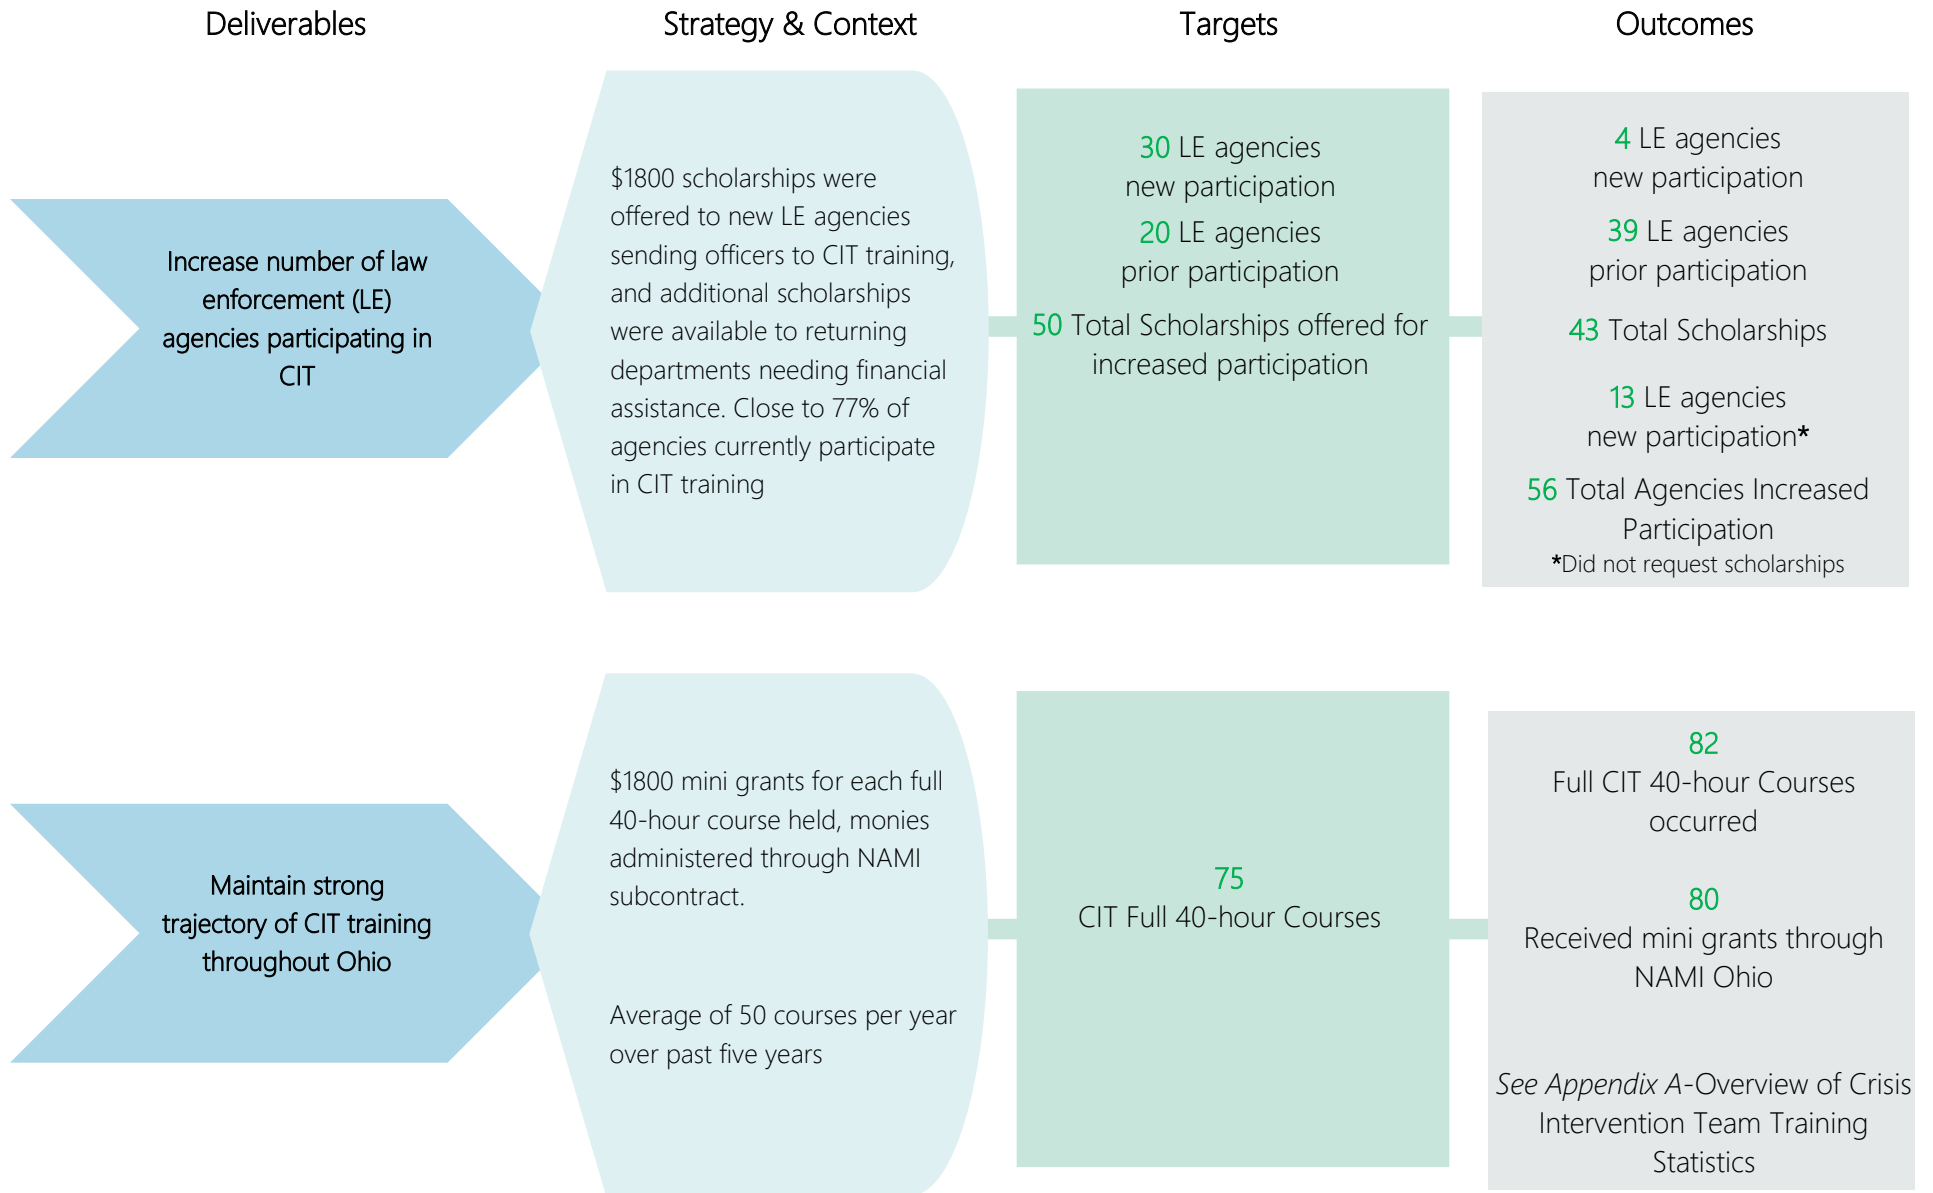 Deliverables
Strategy & Context
Targets
Outcomes
Increase number of law
enforcement (LE)
agencies participating in
CIT
$1800 scholarships were
offered to new LE agencies
sending officers to CIT training,
and additional scholarships
were available to returning
departments needing financial
assistance. Close to 77% of
agencies currently participate
in CIT training
30 LE agencies
new participation
20 LE agencies
prior participation
50 Total Scholarships offered for
increased participation
4 LE agencies
new participation
39 LE agencies
prior participation
43 Total Scholarships
13 LE agencies
new participation*
56 Total Agencies Increased
Participation
*Did not request scholarships
Maintain strong
trajectory of CIT training
throughout Ohio
$1800 mini grants for each full
40-hour course held, monies
administered through NAMI
subcontract.
Average of 50 courses per year
over past five years
75
CIT Full 40-hour Courses
82
Full CIT 40-hour Courses
occurred
80
Received mini grants through
NAMI Ohio
See Appendix A-Overview of Crisis
Intervention Team Training
Statistics